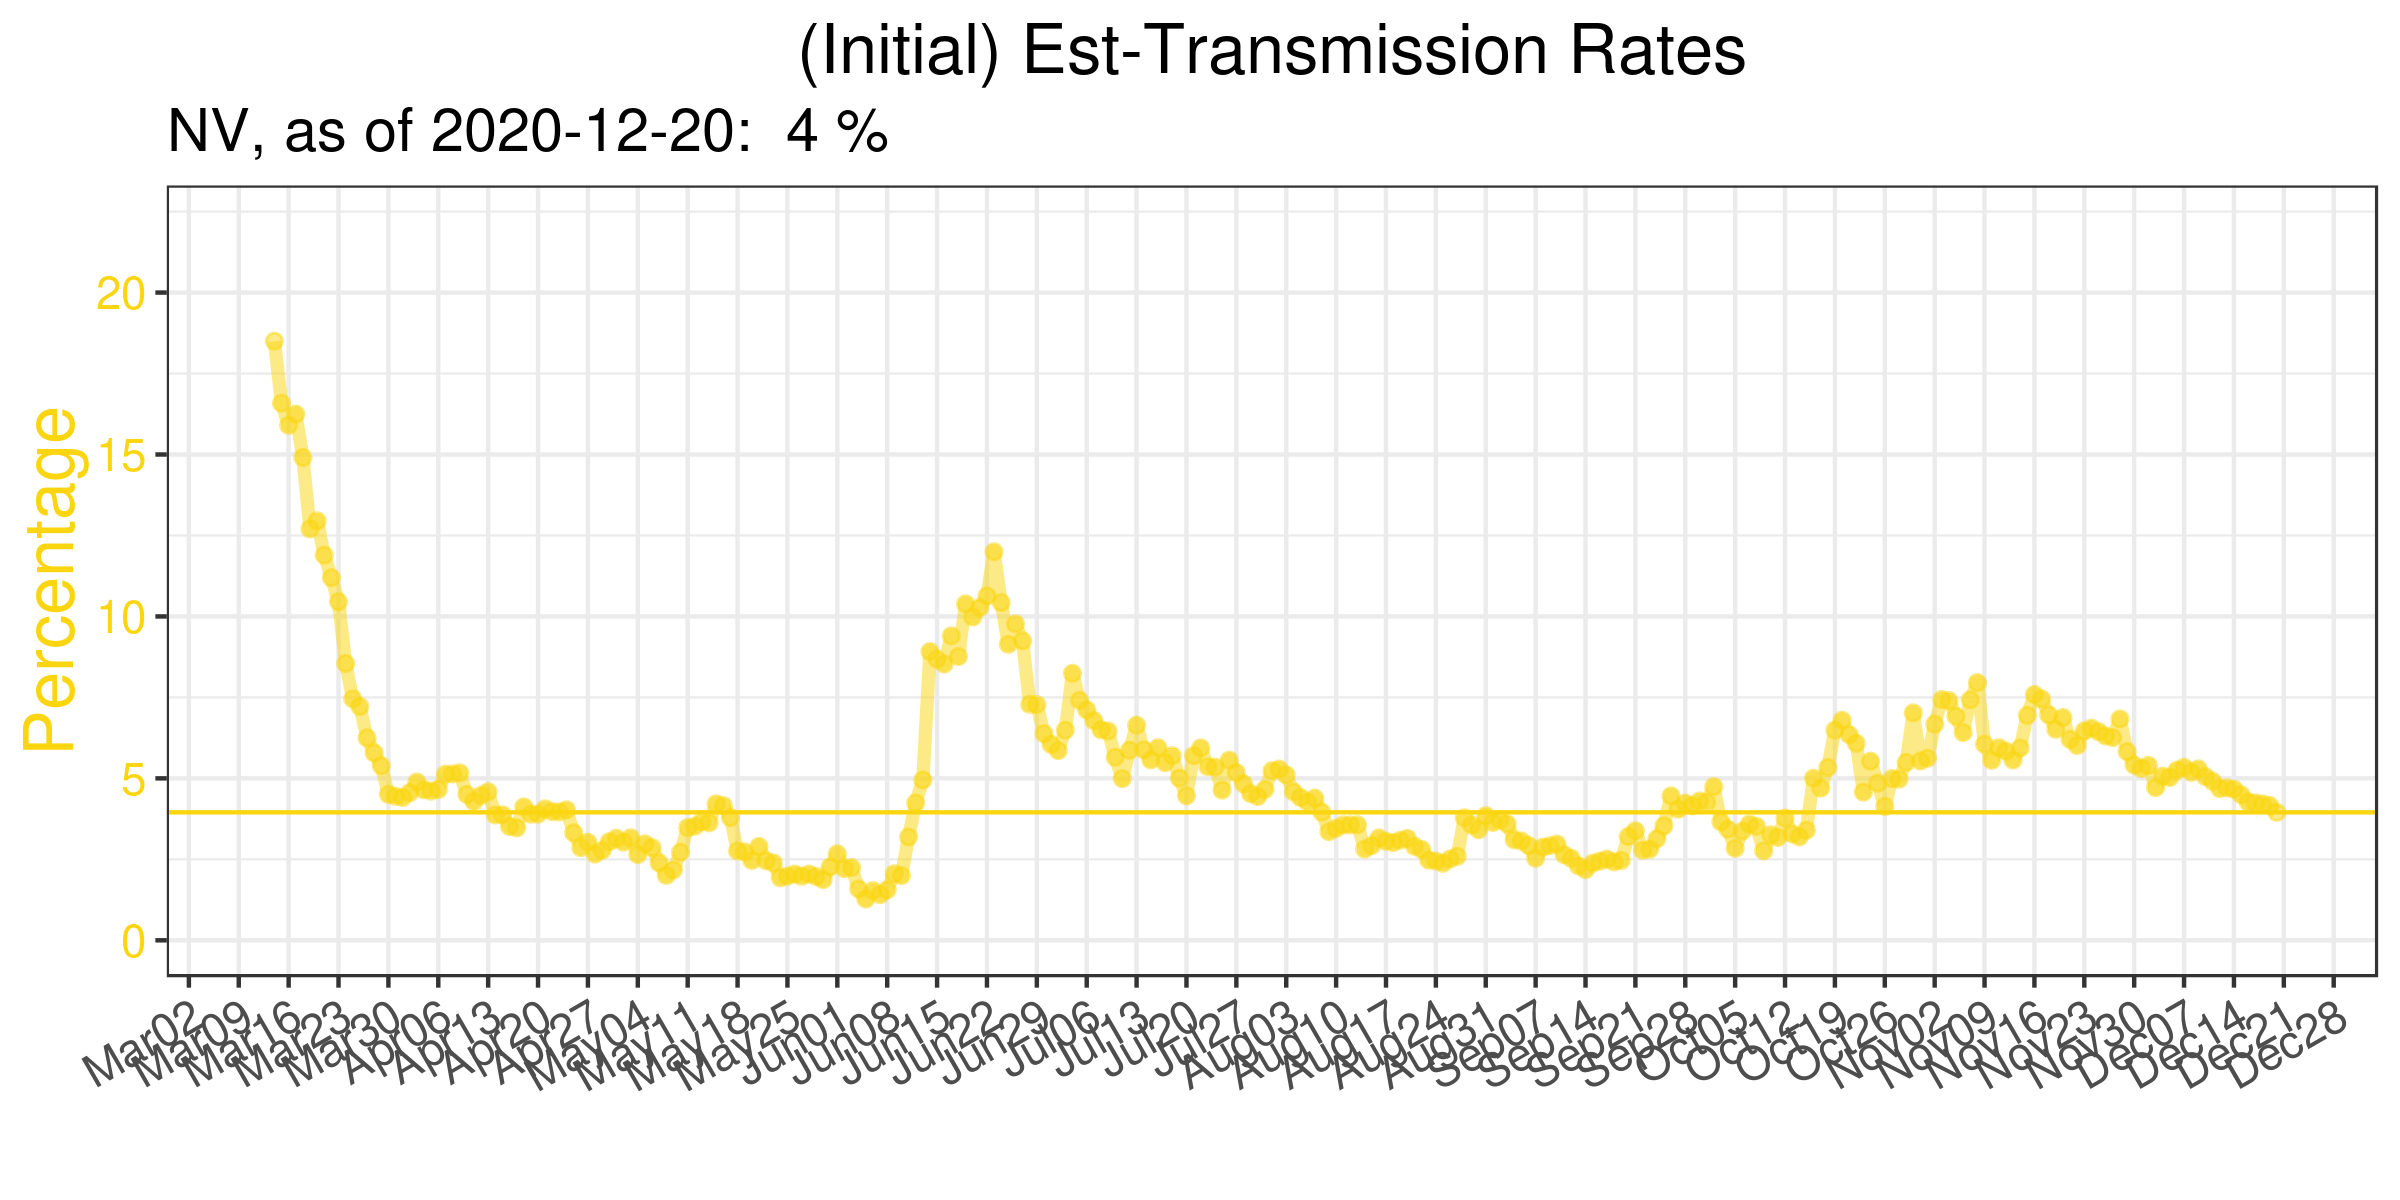 (Initial) Est-Transmission Rates
NV, as of 2020-12-20:  4 %
Percentage
20
15
10
5
0
Mar02
Mar09
Mar16
Mar23
Mar30
Apr06
Apr13
Apr20
Apr27
May04
May11
May18
May25
Jun01
Jun08
Jun15
Jun22
Jun29
Jul06
Jul13
Jul20
Jul27
Aug03
Aug10
Aug17
Aug24
Aug31
Sep07
Sep14
Sep21
Sep28
Oct05
Oct12
Oct19
Oct26
Nov02
Nov09
Nov16
Nov23
Nov30
Dec07
Dec14
Dec21
Dec28